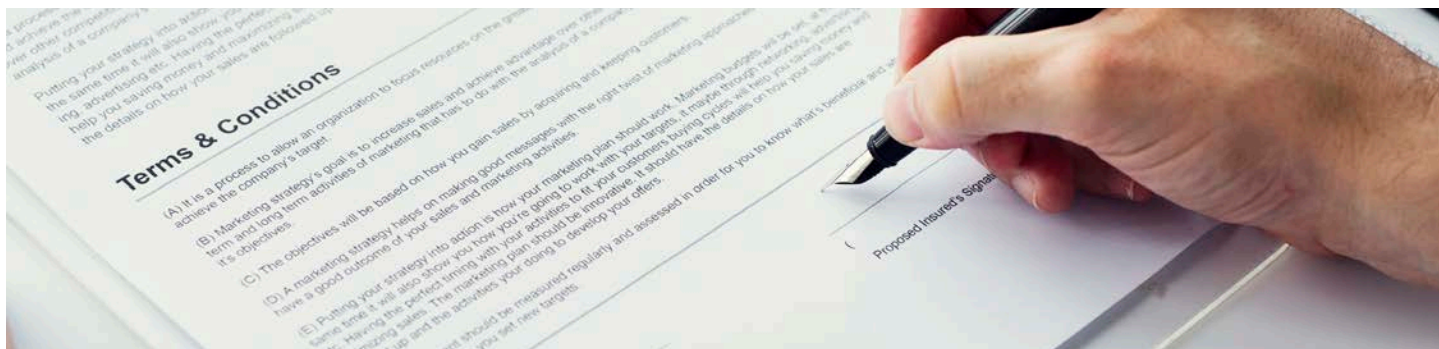 d achieve the
over other compet
analysis of a company's
Putting your strategy into action
the same time it will also show you
ing, advertising etc. Having the perfect
help you saving money and maximizing
the details on how your sales are followed up
Terms & Conditions
(A) It is a process to allow an organization to focus resources on the
achieve the company's target.
(B) Marketing strategy's goal is to increase sales and achieve advantage over
term and long term activities of marketing that has to do with the analysis of a company
it's objectives.
(C) The objectives will be based on how you gain sales by acquiring and keeping customers.
(D) A marketing strategy helps on making good messages with the right twist of marketing approaches
have a good outcome of your sales and marketing activities.
(E) Putting your strategy into action is how your marketing plan should work. Marketing budgets will be set, at
same time it will also show you how you're going to work with your targets, it maybe through networking,
Having the perfect timing with your activities to fit your customers buying cycles will help you saving money and
sales. The marketing plan should be innovative. It should have the details on how your sales are
up and the activities your doing to develop your offers.
should be measured regularly and assessed in order for you to know what's beneficial and
you set new targets
Proposed Insured's